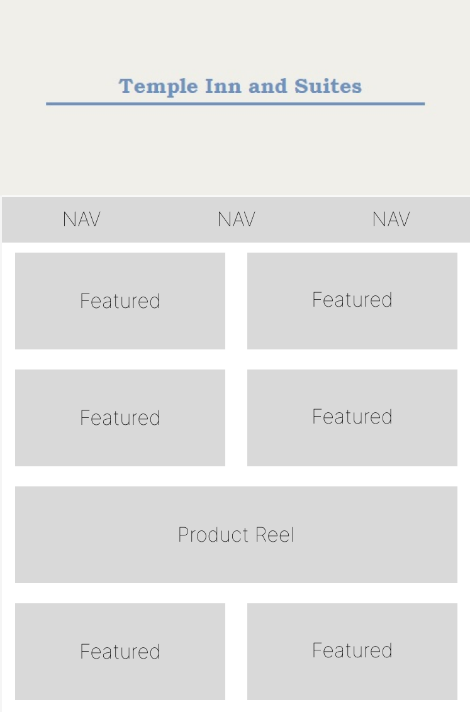 Temple Inn and Suites
NAV NAV NAV
Featured Featured
Featured Featured
Product Reel
Featured Featured